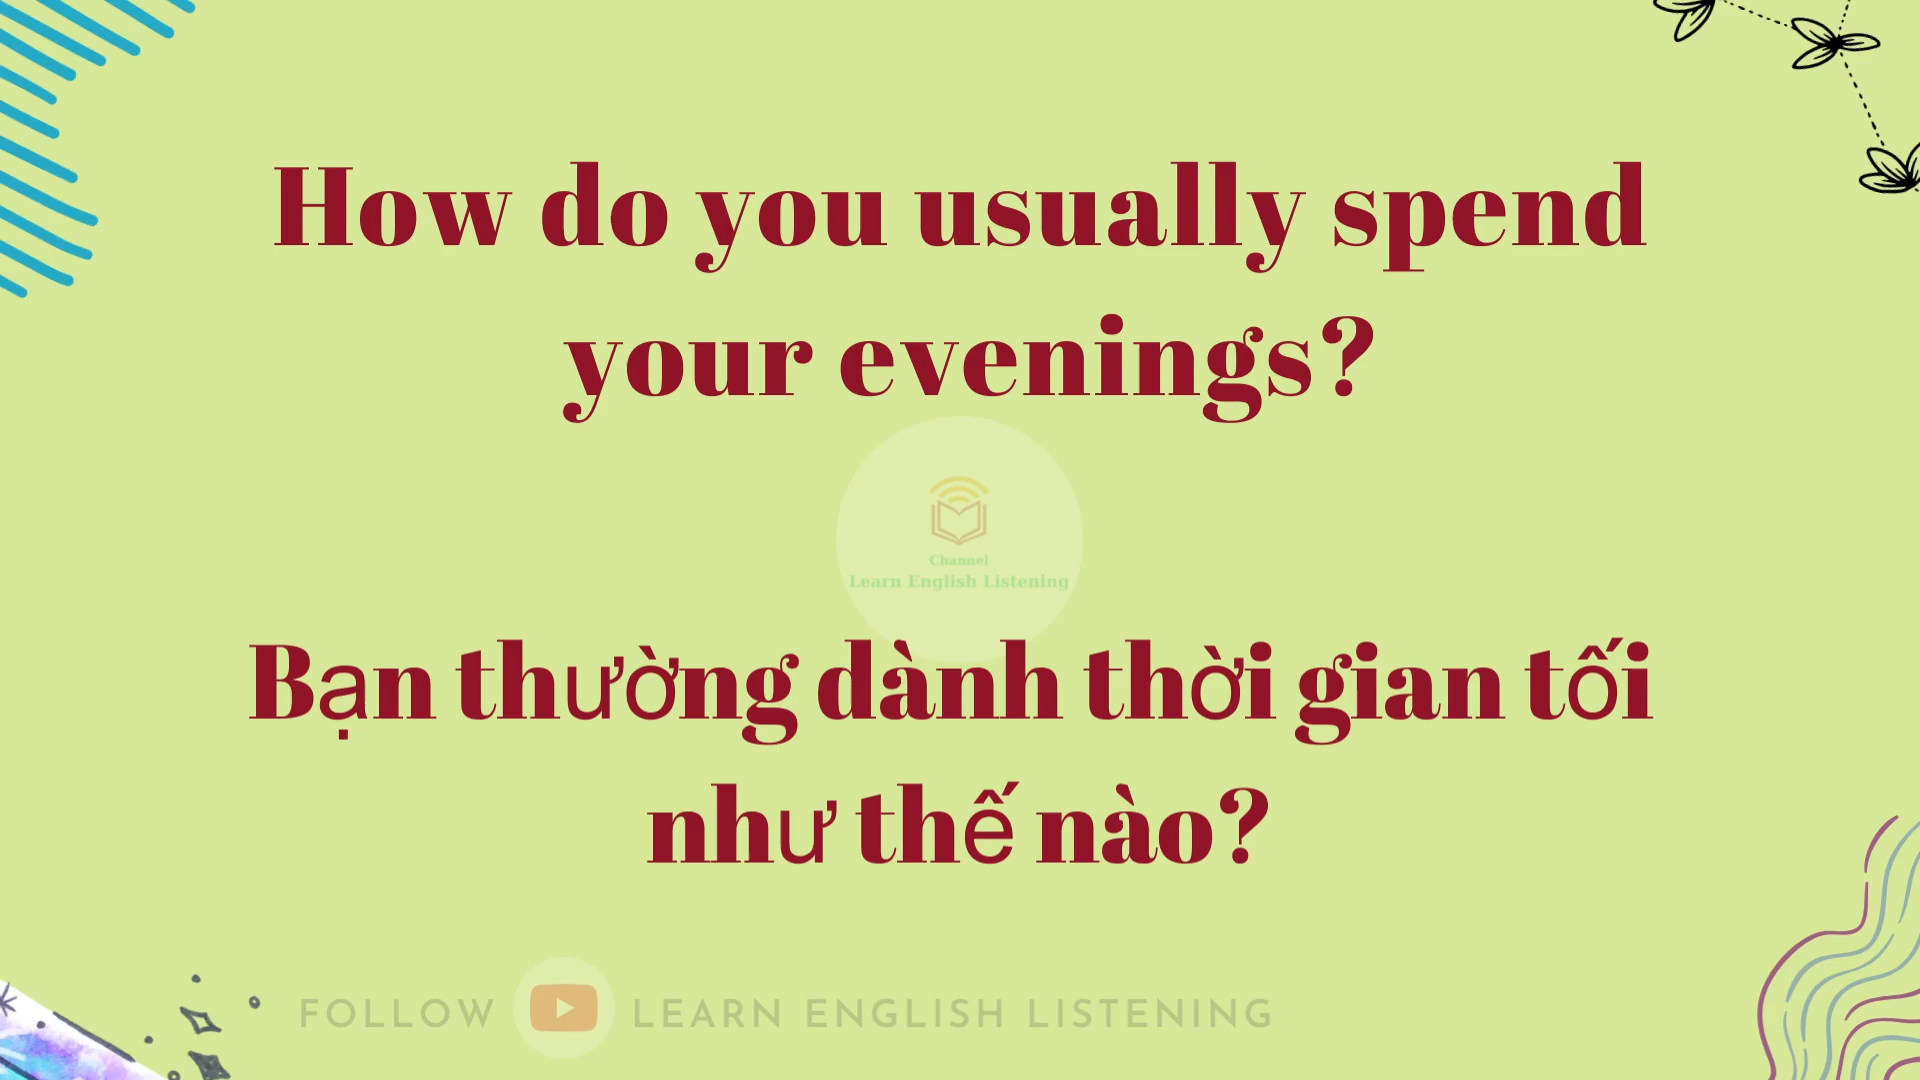 How do you usually spend
your evenings?
Channel
Learn English Listening
Bạn thường dành thời gian tối
như thế nào?
FOLLOW LEARN ENGLISH LISTENING